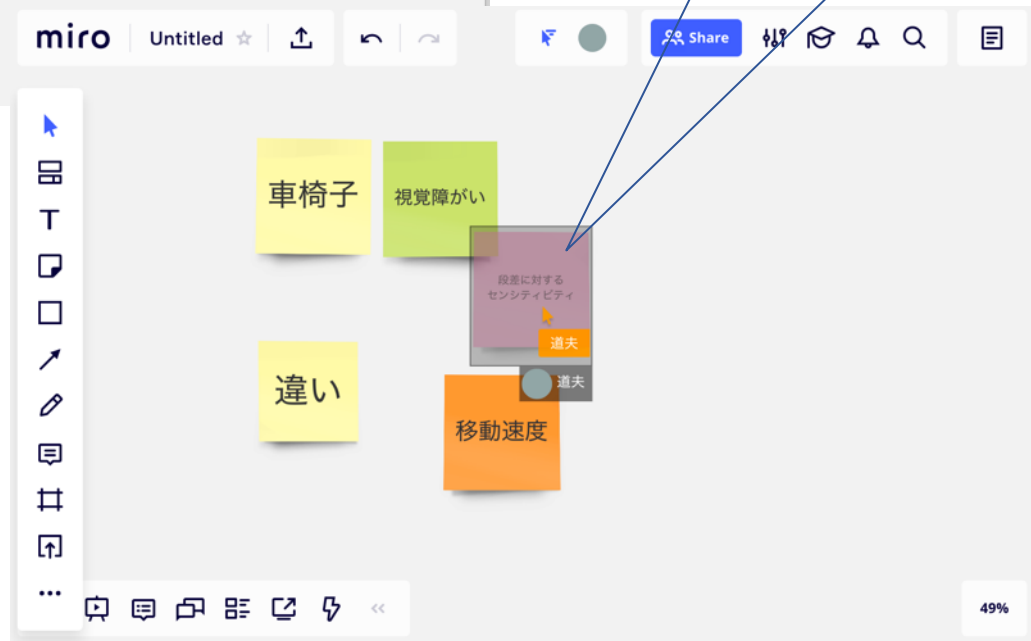 miro
Untitled
Share
車椅子
視覚障がい
段差に対する
センシティビティ
道夫
道夫
違い
移動速度
49%